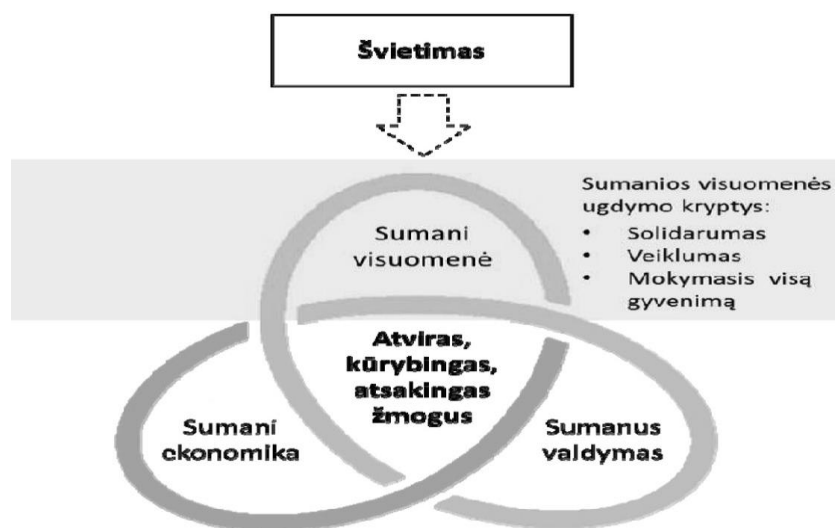 Švietimas
Sumani
visuomenė
Sumanios visuomenės
ugdymo kryptys:
• Solidarumas
• Veiklumas
• Mokymasis visą
gyvenimą
Atviras,
kūrybingas,
atsakingas
žmogus
Sumani
ekonomika
Sumanus
valdymas